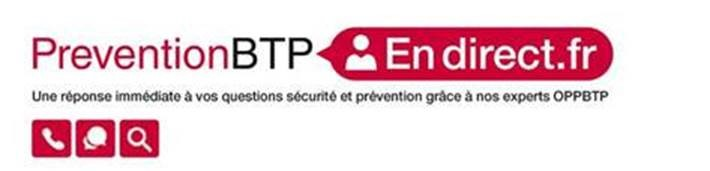 PreventionBTP En direct.fr
Une réponse immédiate à vos questions sécurité et prévention grâce à nos experts OPPBTP